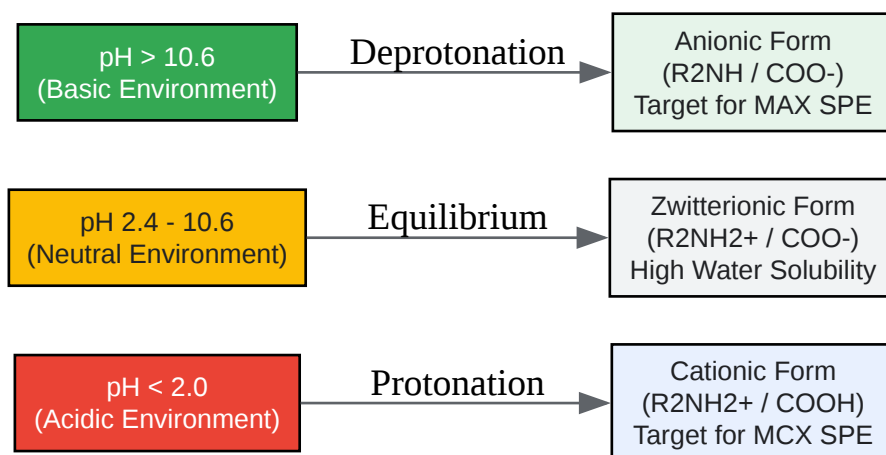 pH > 10.6
(Basic Environment)
Deprotonation
Anionic Form
(R2NH / COO-)
Target for MAX SPE
pH 2.4 - 10.6
(Neutral Environment)
Equilibrium
Zwitterionic Form
(R2NH2+ / COO-)
High Water Solubility
pH < 2.0
(Acidic Environment)
Protonation
Cationic Form
(R2NH2+ / COOH)
Target for MCX SPE